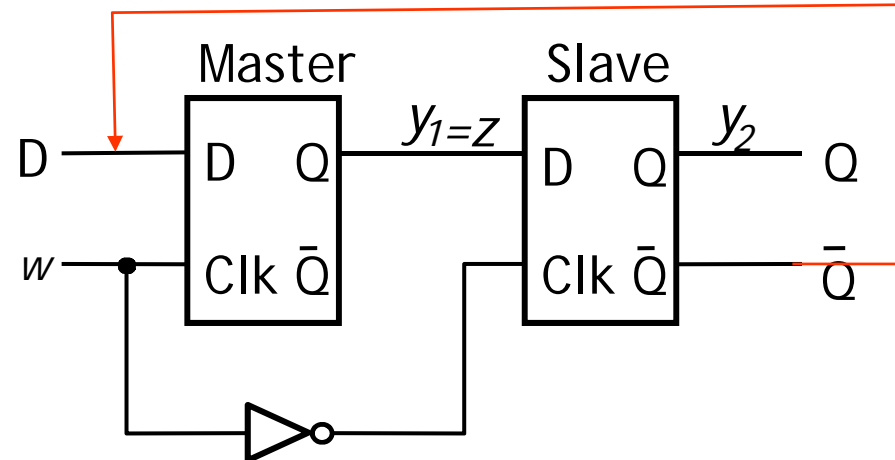 Master Slave
y₁₌z y₂
D D Q D Q Q
w Clk Q̄ Clk Q̄ Q̄